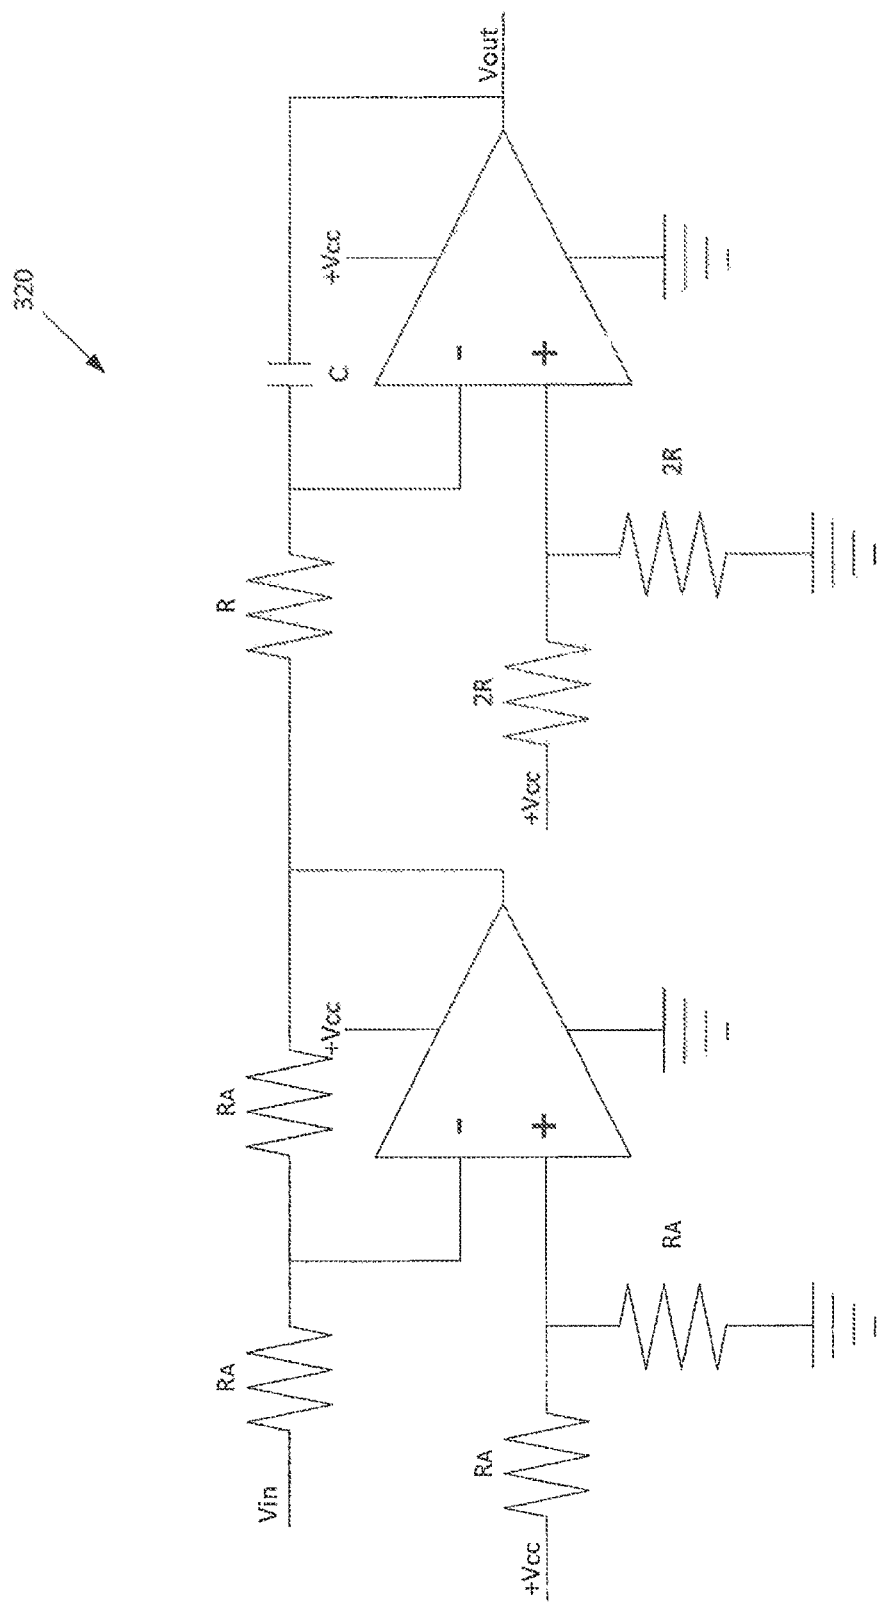 320
Vin
RA
RA
+Vcc
R
C
+Vcc
Vout
-
+
-
+
+Vcc
RA
RA
+Vcc
2R
2R